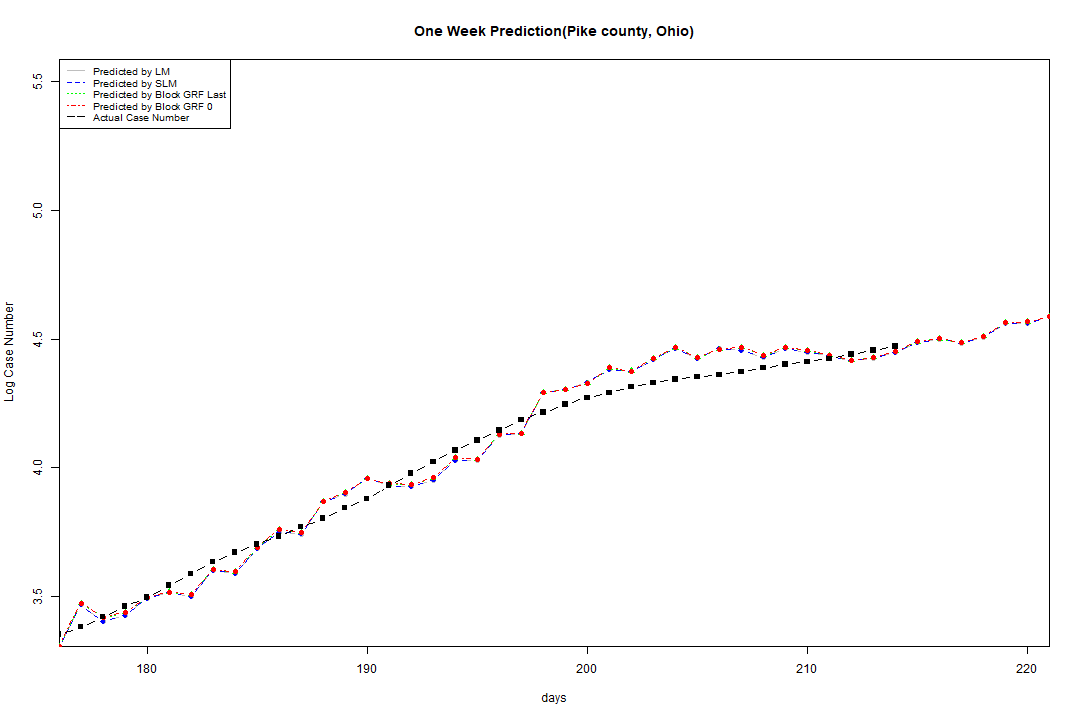 One Week Prediction(Pike county, Ohio)
Predicted by LM
Predicted by SLM
Predicted by Block GRF Last
Predicted by Block GRF 0
Actual Case Number
5.5
5.0
4.5
4.0
3.5
Log Case Number
180 190 200 210 220
days